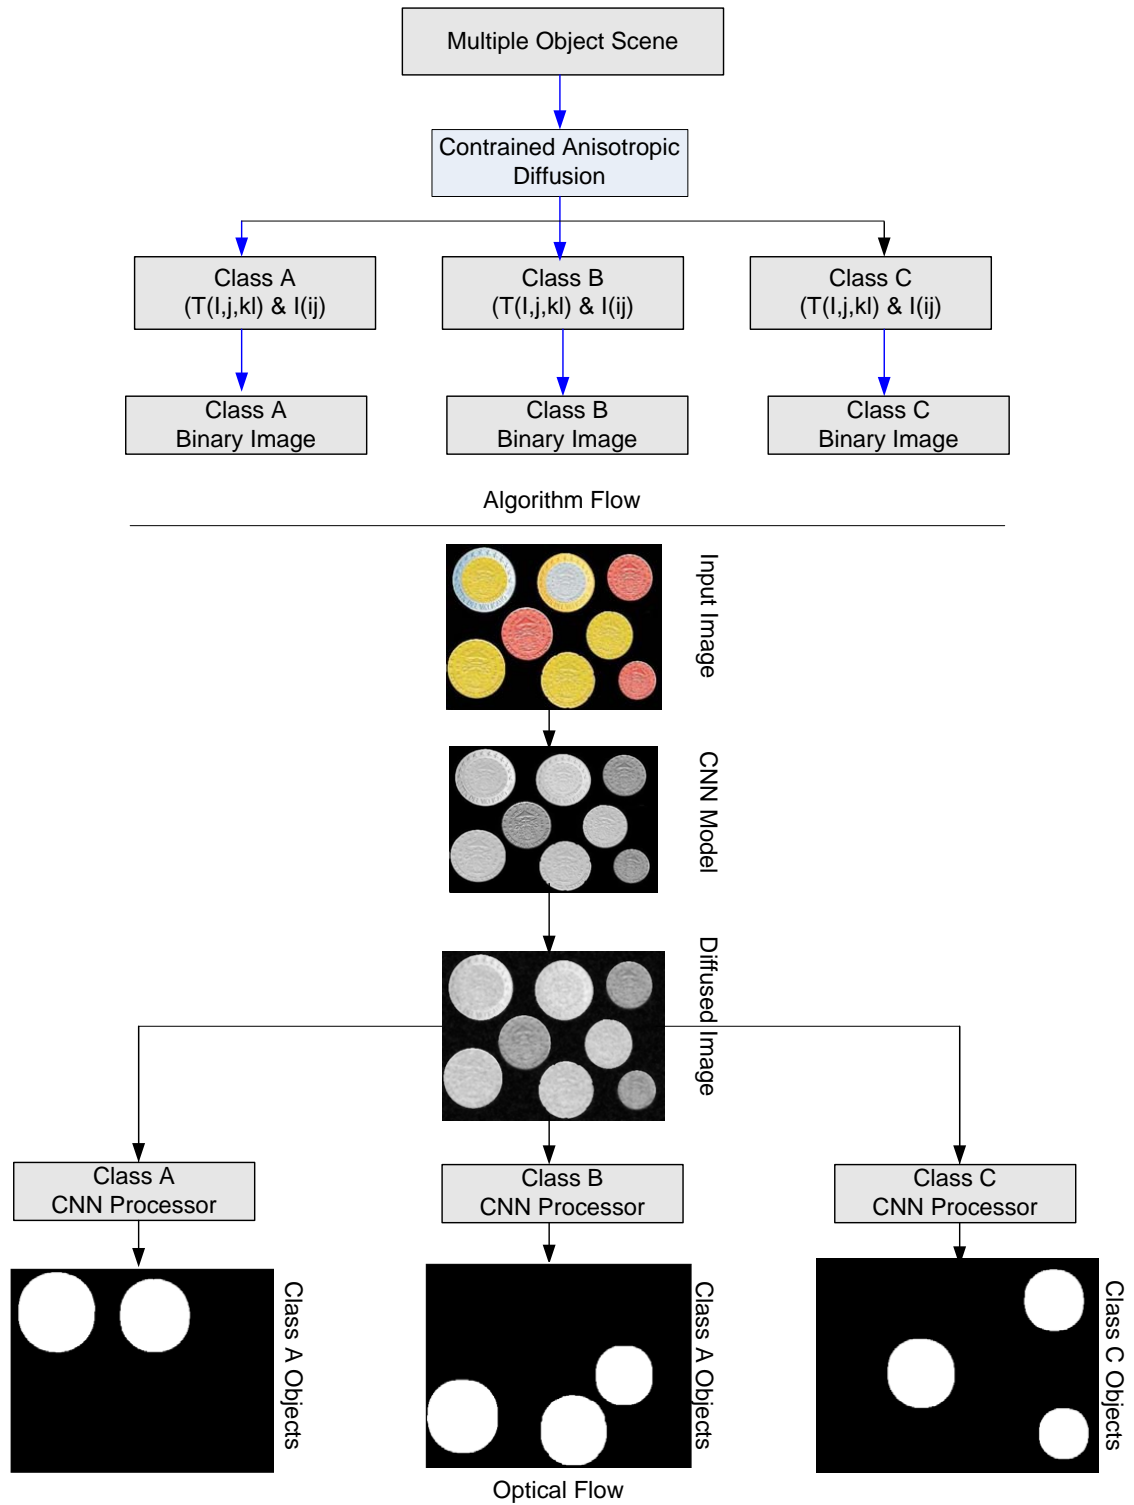 Multiple Object Scene
Contrained Anisotropic
Diffusion
Class A
(T(I,j,kl) & I(ij)
Class B
(T(I,j,kl) & I(ij)
Class C
(T(I,j,kl) & I(ij)
Class A
Binary Image
Class B
Binary Image
Class C
Binary Image
Algorithm Flow
Input Image
CNN Model
Diffused Image
Class A
CNN Processor
Class B
CNN Processor
Class C
CNN Processor
Class A Objects
Class A Objects
Class C Objects
Optical Flow